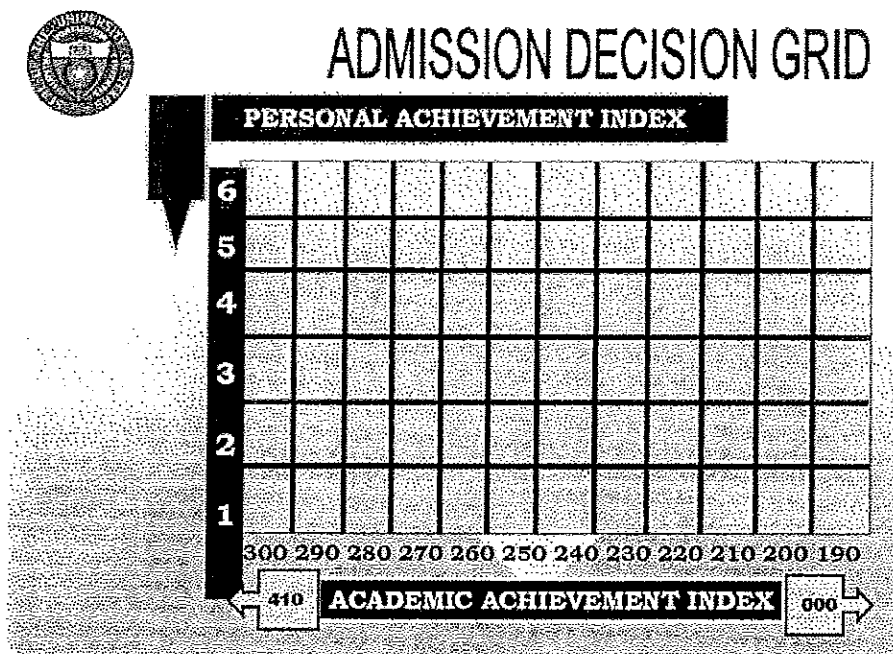 ADMISSION DECISION GRID
PERSONAL ACHIEVEMENT INDEX
6
5
4
3
2
1
300 290 280 270 260 250 240 230 220 210 200 190
410 ACADEMIC ACHIEVEMENT INDEX 000